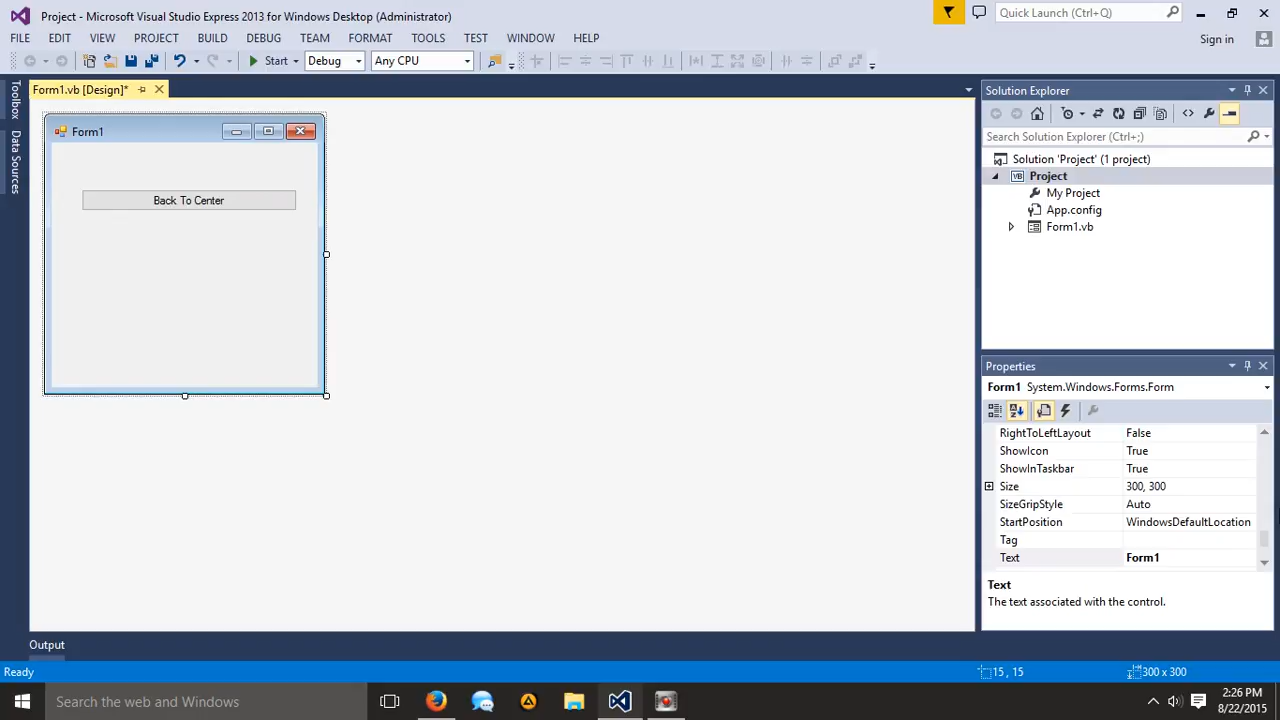 Project - Microsoft Visual Studio Express 2013 for Windows Desktop (Administrator)
Quick Launch (Ctrl+Q)
FILE EDIT VIEW PROJECT BUILD DEBUG TEAM FORMAT TOOLS TEST WINDOW HELP
Sign in
Start Debug Any CPU
Toolbox
Data Sources
Form1.vb [Design]*
Form1
Back To Center
Solution Explorer
Search Solution Explorer (Ctrl+;)
Solution 'Project' (1 project)
VB Project
My Project
App.config
Form1.vb
Properties
Form1 System.Windows.Forms.Form
RightToLeftLayout False
ShowIcon True
ShowInTaskbar True
Size 300, 300
SizeGripStyle Auto
StartPosition WindowsDefaultLocation
Tag
Text Form1
Text
The text associated with the control.
Output
Ready
15 , 15
300 x 300
Search the web and Windows
2:26 PM
8/22/2015